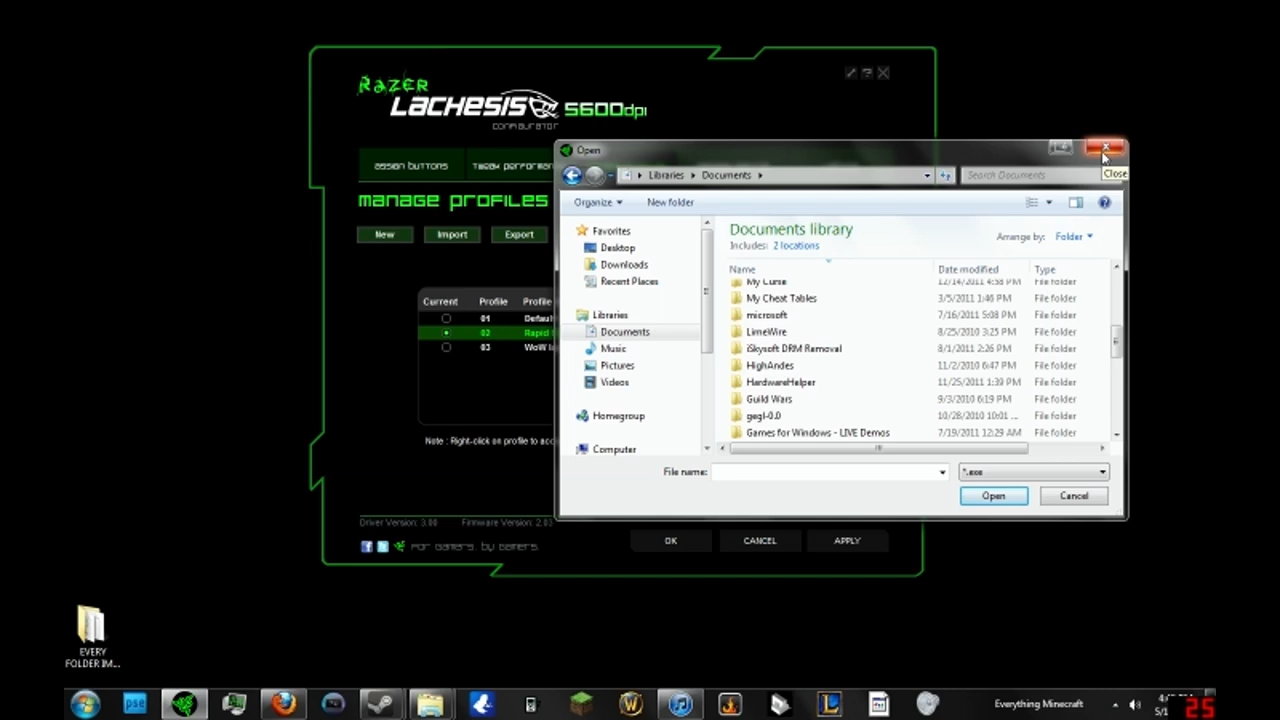 RAZER
LACHESIS 5600dpi
CONFIGURATOR
ASSIGN BUTTONS
MANAGE PROFILES
New
Import
Export
Current Profile Profile
01
02 Rapid
03 WoW
Note : Right-click on profile to
Driver Version: 3.00 Firmware Version: 2.03
FOR GAMERS. BY GAMERS.
OK
CANCEL
APPLY
Open
Close
Libraries
Documents
Search Documents
Organize
New folder
Favorites
Desktop
Downloads
Recent Places
Libraries
Documents
Music
Pictures
Videos
Homegroup
Computer
Documents library
Includes: 2 locations
Arrange by: Folder
Name Date modified Type
My Curse 12/14/2011 4:58 PM File folder
My Cheat Tables 3/5/2011 1:46 PM File folder
microsoft 7/16/2011 5:08 PM File folder
LimeWire 8/25/2010 3:25 PM File folder
iSkysoft DRM Removal 8/1/2011 2:26 PM File folder
HighAndes 11/2/2010 6:47 PM File folder
HardwareHelper 11/25/2011 1:39 PM File folder
Guild Wars 9/3/2010 6:19 PM File folder
gegl-0.0 10/28/2010 10:01 ... File folder
Games for Windows - LIVE Demos 7/19/2011 12:29 AM File folder
File name:
*.exe
Open
Cancel
EVERY
FOLDER IM...
pse
Everything Minecraft
25